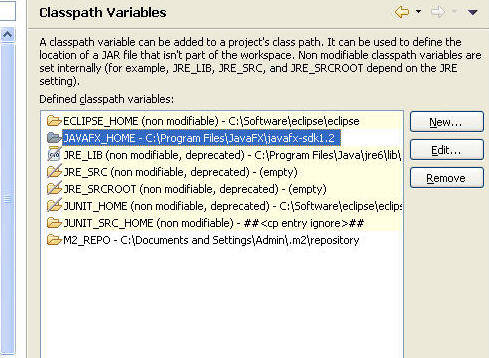 Classpath Variables
A classpath variable can be added to a project's class path. It can be used to define the
location of a JAR file that isn't part of the workspace. Non modifiable classpath variables are
set internally (for example, JRE_LIB, JRE_SRC, and JRE_SRCROOT depend on the JRE
setting).
Defined classpath variables:
ECLIPSE_HOME (non modifiable) - C:\Software\eclipse\eclipse
New...
JAVAFX_HOME - C:\Program Files\JavaFX\javafx-sdk1.2
JRE_LIB (non modifiable, deprecated) - C:\Program Files\Java\jre6\lib\
Edit...
JRE_SRC (non modifiable, deprecated) - (empty)
Remove
JRE_SRCROOT (non modifiable, deprecated) - (empty)
JUNIT_HOME (non modifiable, deprecated) - C:\Software\eclipse\eclips
JUNIT_SRC_HOME (non modifiable) - ##<cp entry ignore>##
M2_REPO - C:\Documents and Settings\Admin\.m2\repository